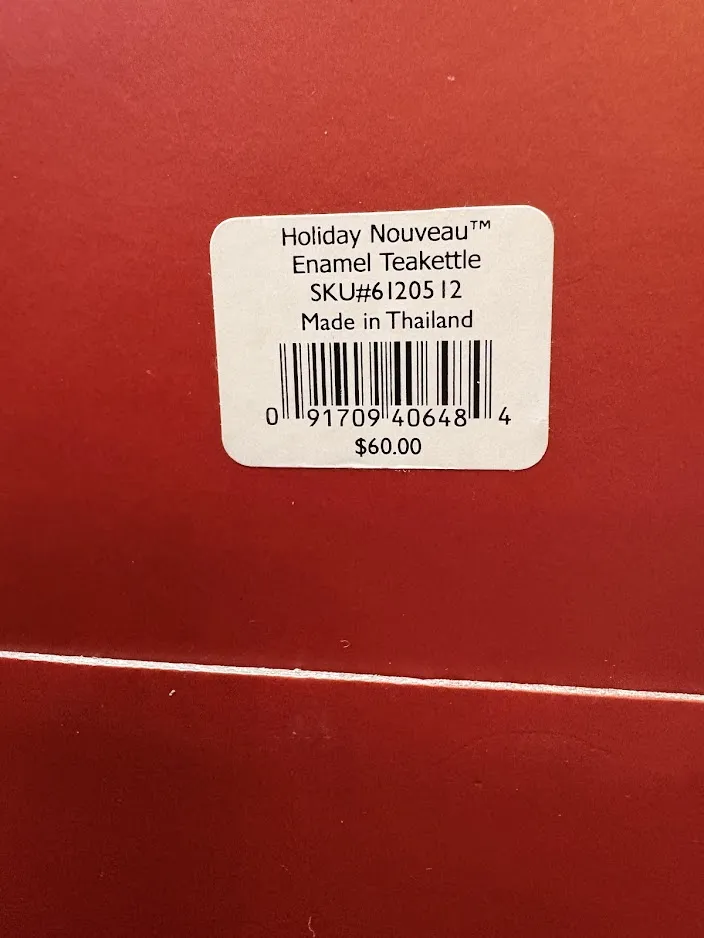 Holiday Nouveau™
Enamel Teakettle
SKU#6120512
Made in Thailand
0 91709 40648 4
$60.00